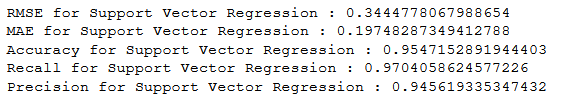 RMSE for Support Vector Regression : 0.3444778067988654
MAE for Support Vector Regression : 0.19748287349412788
Accuracy for Support Vector Regression : 0.9547152891944403
Recall for Support Vector Regression : 0.9704058624577226
Precision for Support Vector Regression : 0.945619335347432